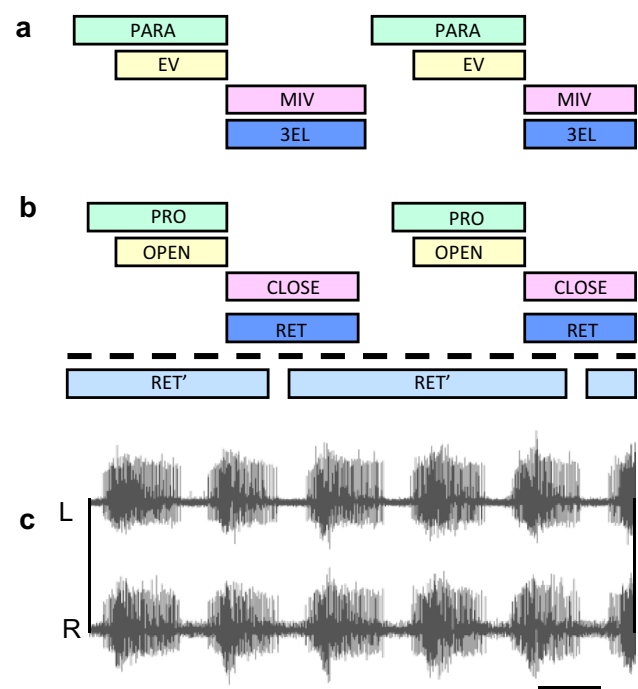 a
PARA PARA
EV EV
MIV MIV
3EL 3EL
b
PRO PRO
OPEN OPEN
CLOSE CLOSE
RET RET
RET’ RET’
c
L
R